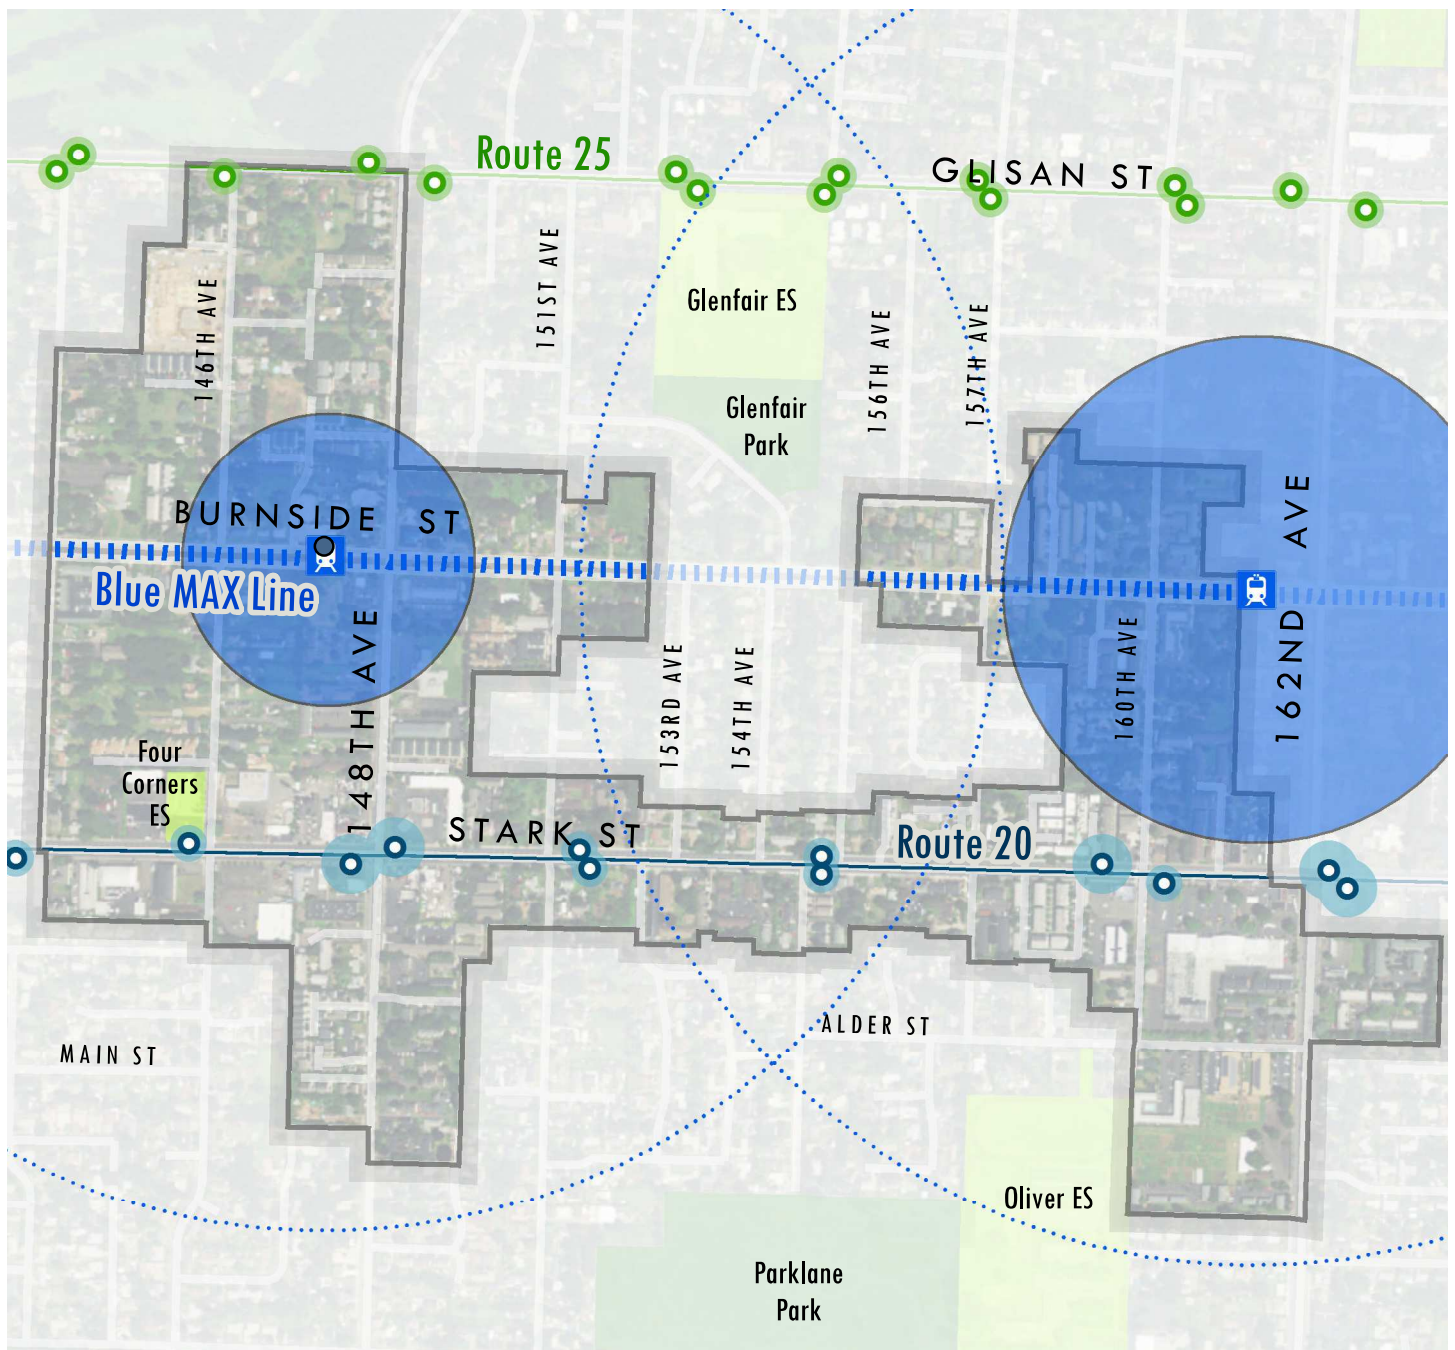 Route 25
GLISAN ST
151ST AVE
146TH AVE
Glenfair ES
156TH AVE
157TH AVE
Glenfair
Park
BURNSIDE ST
162ND AVE
Blue MAX Line
148TH AVE
153RD AVE
154TH AVE
160TH AVE
Four
Corners
ES
STARK ST
Route 20
ALDER ST
MAIN ST
Oliver ES
Parklane
Park